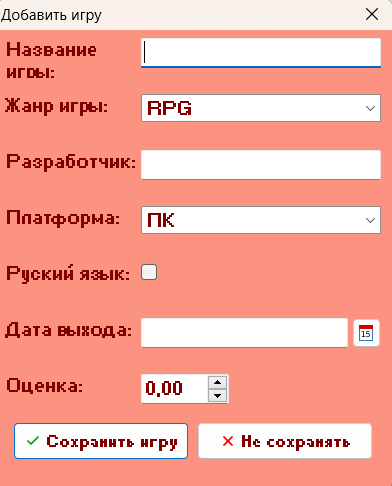 Добавить игру
Название
игры:
Жанр игры:
RPG
Разработчик:
Платформа:
ПК
Руский язык:
Дата выхода:
15
Оценка:
0,00
Сохранить игру
Не сохранять